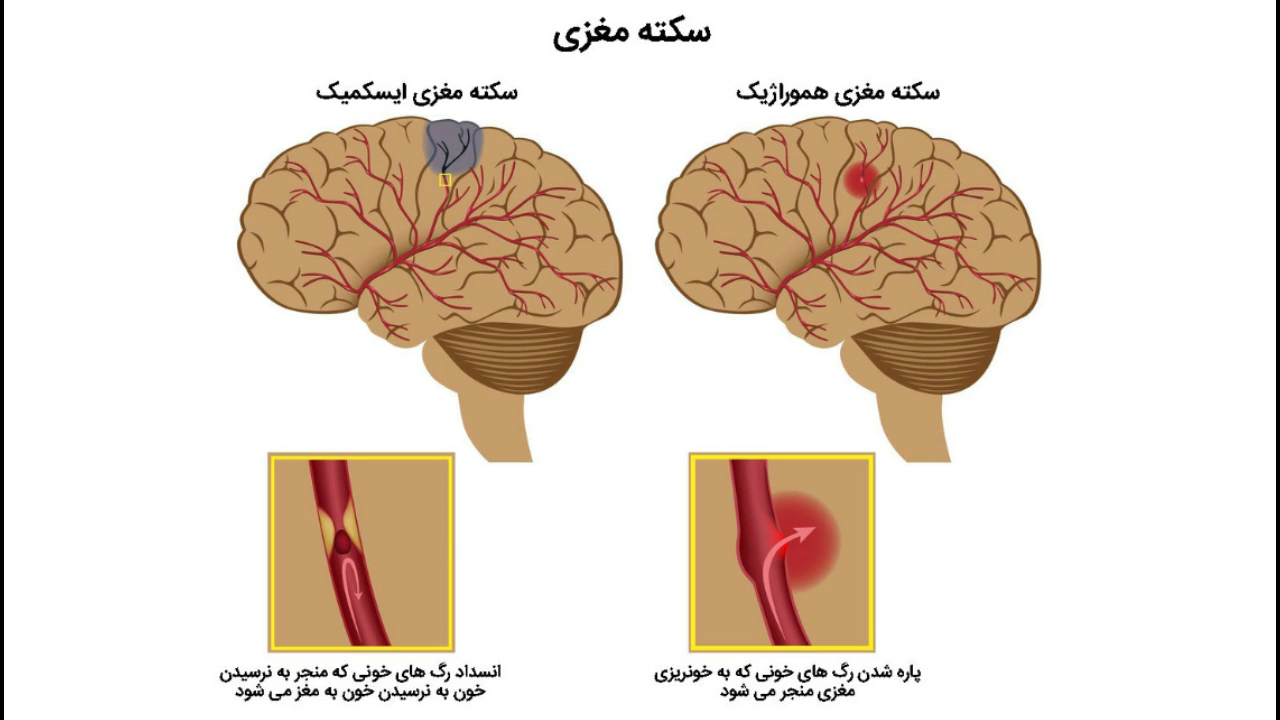 سکته مغزی
سکته مغزی هموراژیک
سکته مغزی ایسکمیک
پاره شدن رگ های خونی که به خونریزی
مغزی منجر می شود
انسداد رگ های خونی که منجر به نرسیدن
خون به نرسیدن خون به مغز می شود